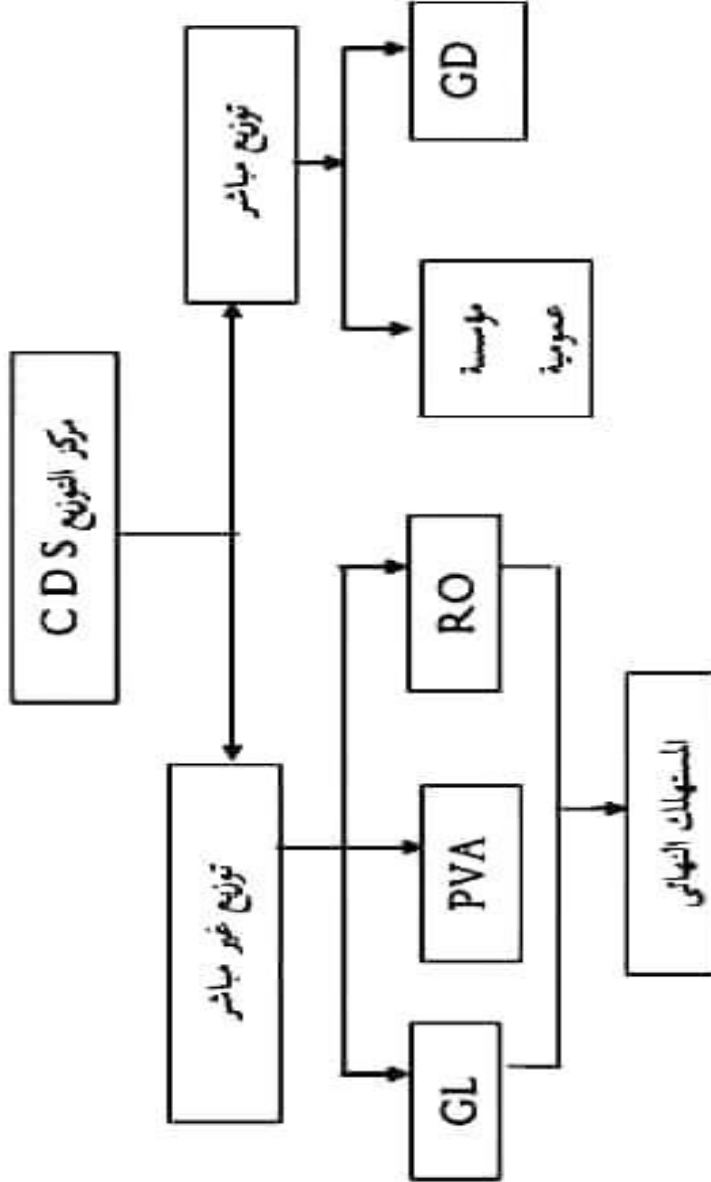 مركز التوزيع CDS
توزيع مباشر
توزيع غير مباشر
GD
مؤسسة
عمومية
RO
PVA
GL
المستهلك النهائي